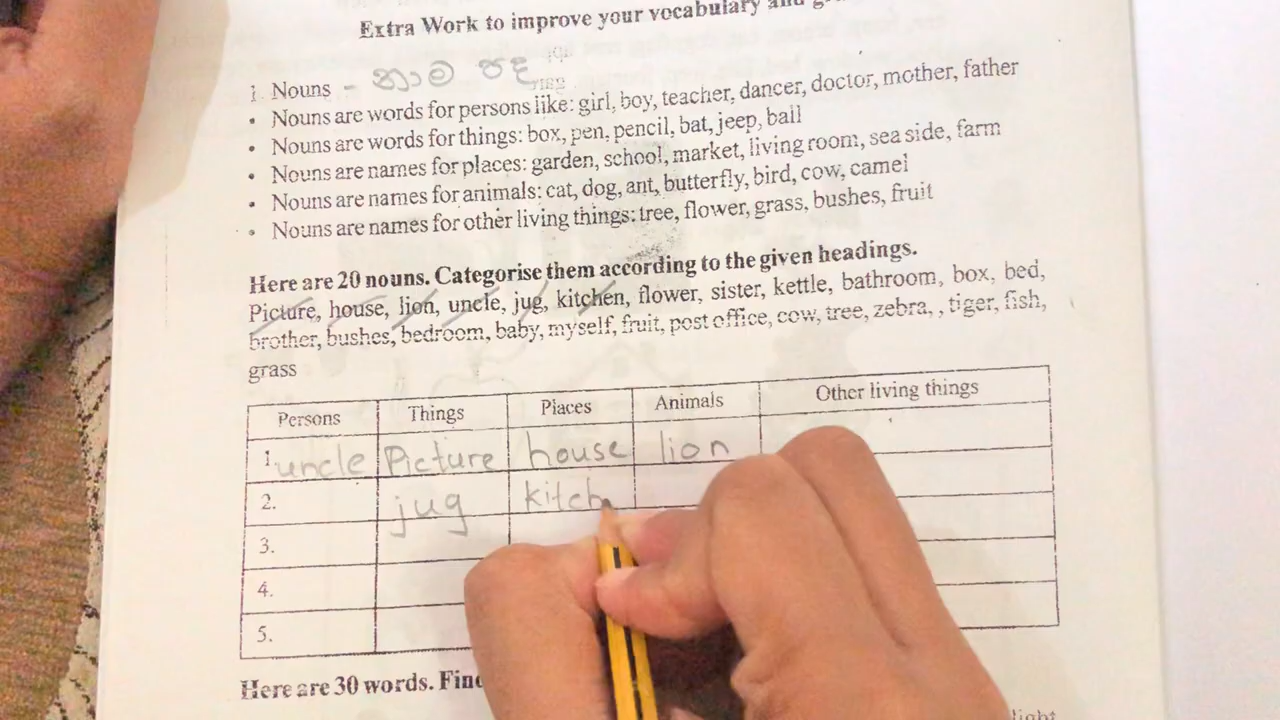 Extra Work to improve your vocabulary and
1. Nouns - නාම පද
• Nouns are words for persons like: girl, boy, teacher, dancer, doctor, mother, father
• Nouns are words for things: box, pen, pencil, bat, jeep, ball
• Nouns are names for places: garden, school, market, living room, sea side, farm
• Nouns are names for animals: cat, dog, ant, butterfly, bird, cow, camel
• Nouns are names for other living things: tree, flower, grass, bushes, fruit
Here are 20 nouns. Categorise them according to the given headings.
Picture, house, lion, uncle, jug, kitchen, flower, sister, kettle, bathroom, box, bed,
brother, bushes, bedroom, baby, myself, fruit, post office, cow, tree, zebra, , tiger, fish,
grass
Persons Things Places Animals Other living things
1. uncle Picture house lion
2. jug kitch
3.
4.
5.
Here are 30 words. Find
light